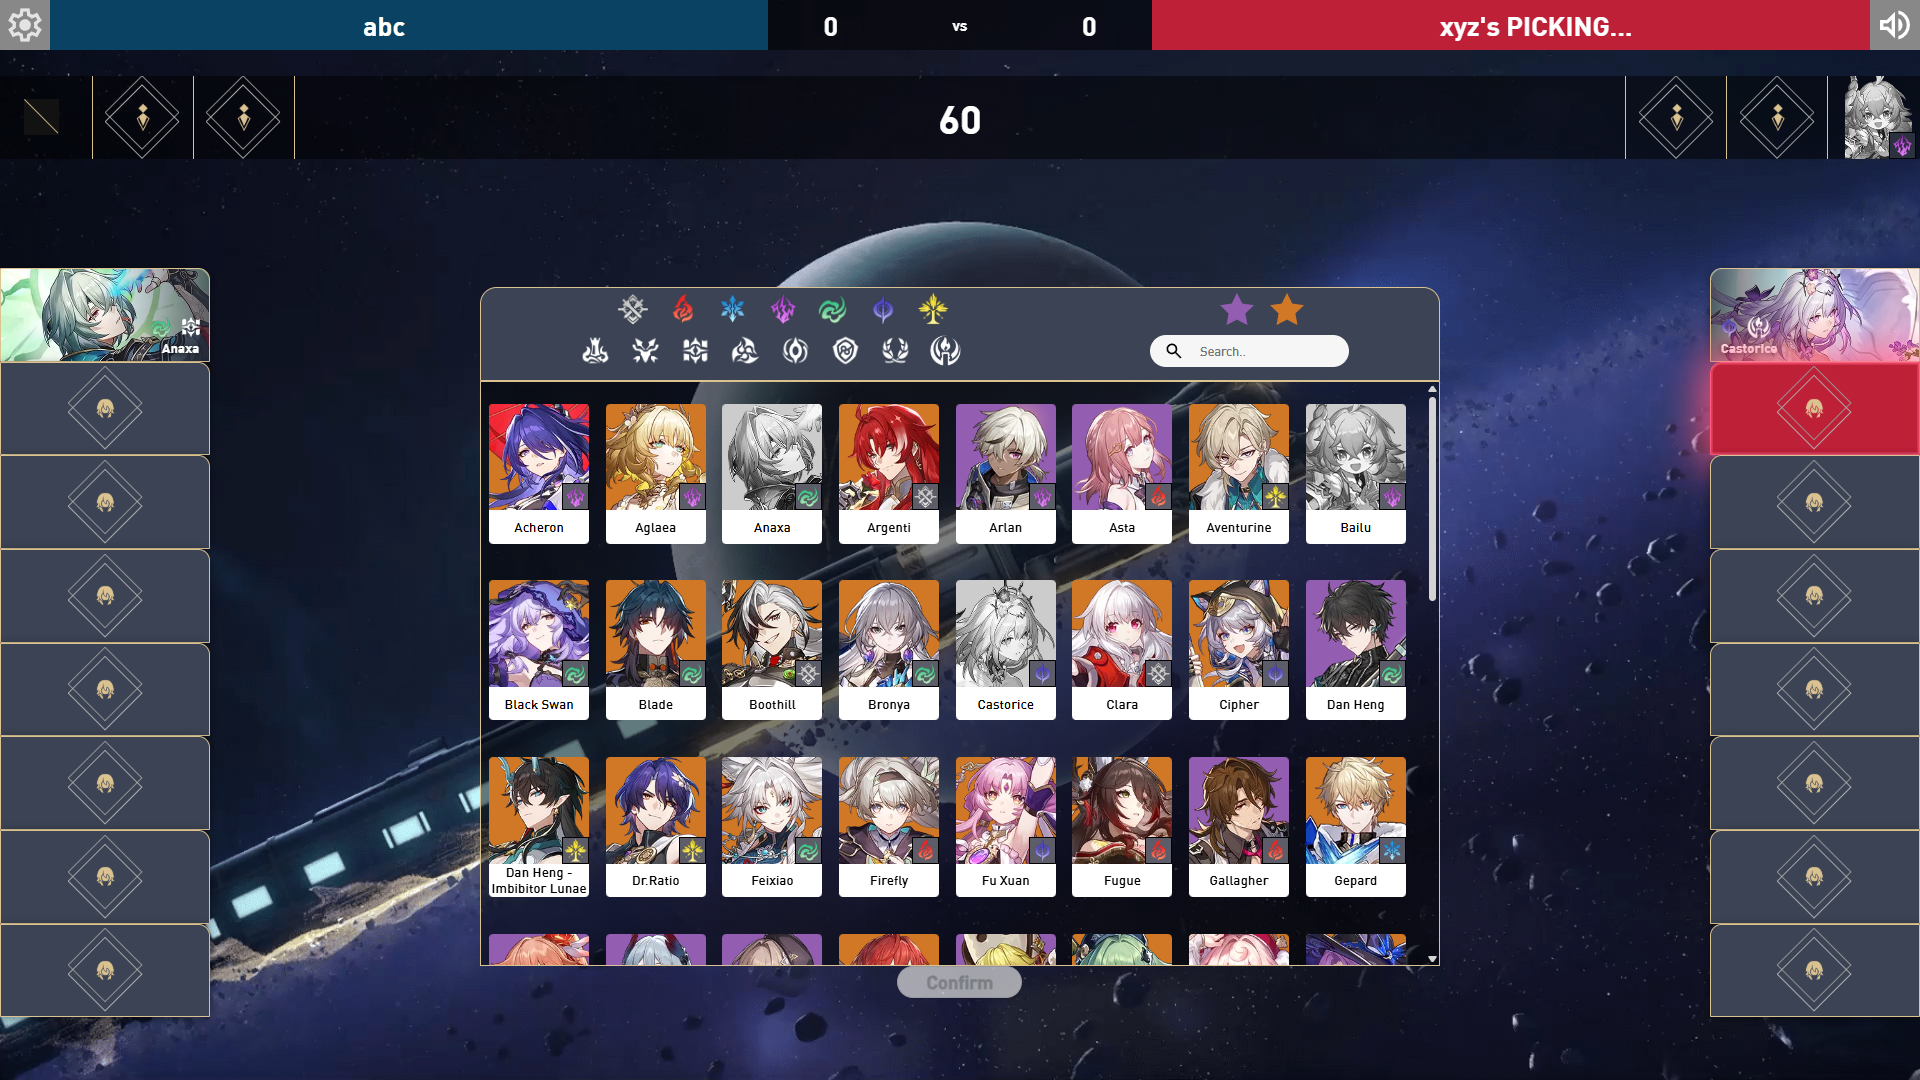 abc
0
vs
0
xyz's PICKING...
60
Anaxa
Castorice
Search..
Acheron
Aglaea
Anaxa
Argenti
Arlan
Asta
Aventurine
Bailu
Black Swan
Blade
Boothill
Bronya
Castorice
Clara
Cipher
Dan Heng
Dan Heng -
Imbibitor Lunae
Dr.Ratio
Feixiao
Firefly
Fu Xuan
Fugue
Gallagher
Gepard
Confirm